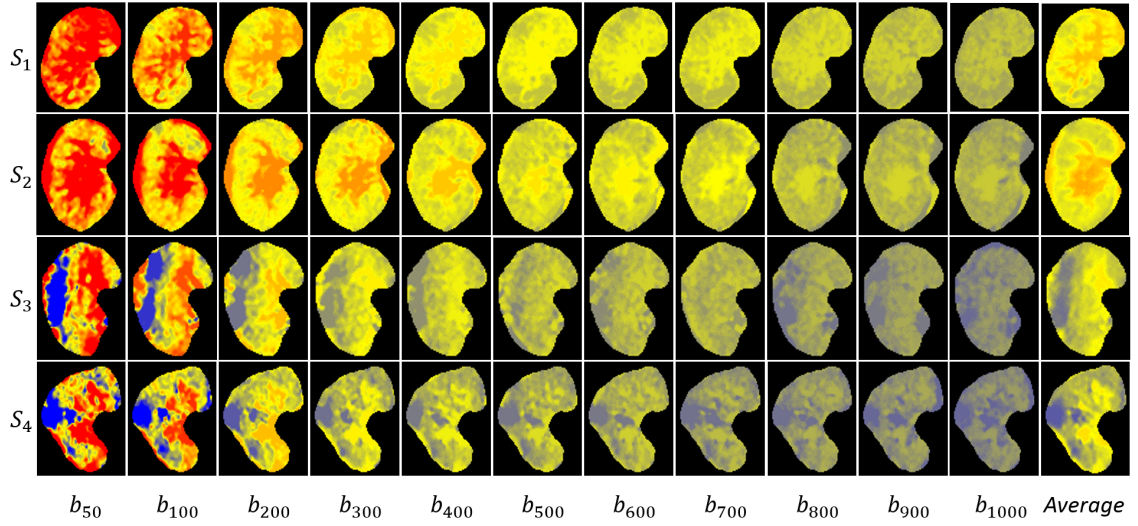 S₁
S₂
S₃
S₄
b₅₀ b₁₀₀ b₂₀₀ b₃₀₀ b₄₀₀ b₅₀₀ b₆₀₀ b₇₀₀ b₈₀₀ b₉₀₀ b₁₀₀₀ Average